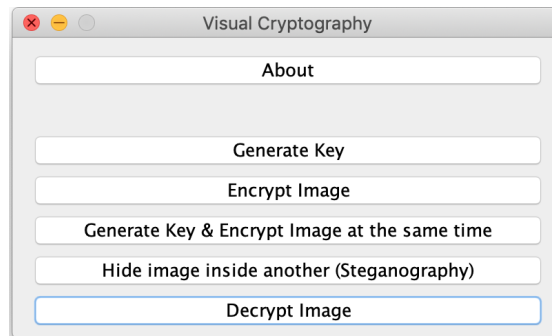 Visual Cryptography
About
Generate Key
Encrypt Image
Generate Key & Encrypt Image at the same time
Hide image inside another (Steganography)
Decrypt Image